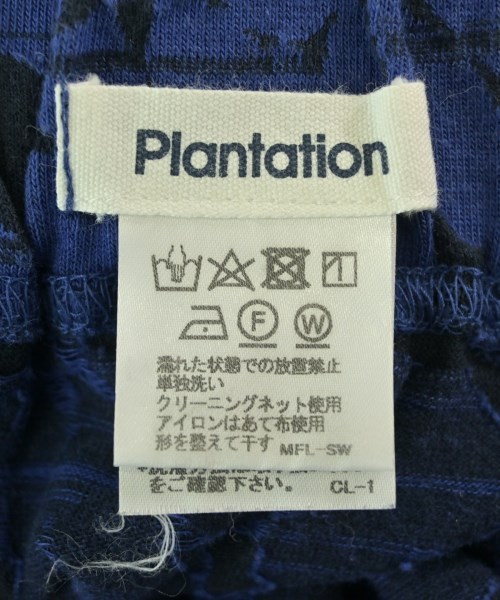 Plantation
F W
濡れた状態での放置禁止
単独洗い
クリーニングネット使用
アイロンはあて布使用
形を整えて干す MFL-SW
をご確認下さい。 CL-1